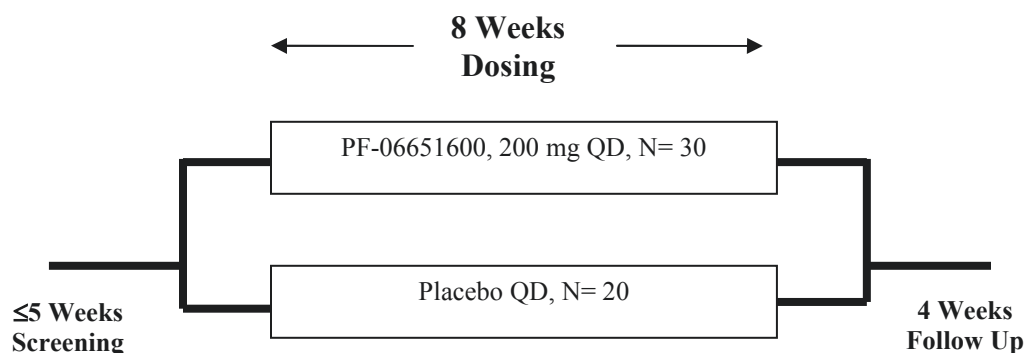 8 Weeks
Dosing
PF-06651600, 200 mg QD, N= 30
Placebo QD, N= 20
≤5 Weeks
Screening
4 Weeks
Follow Up